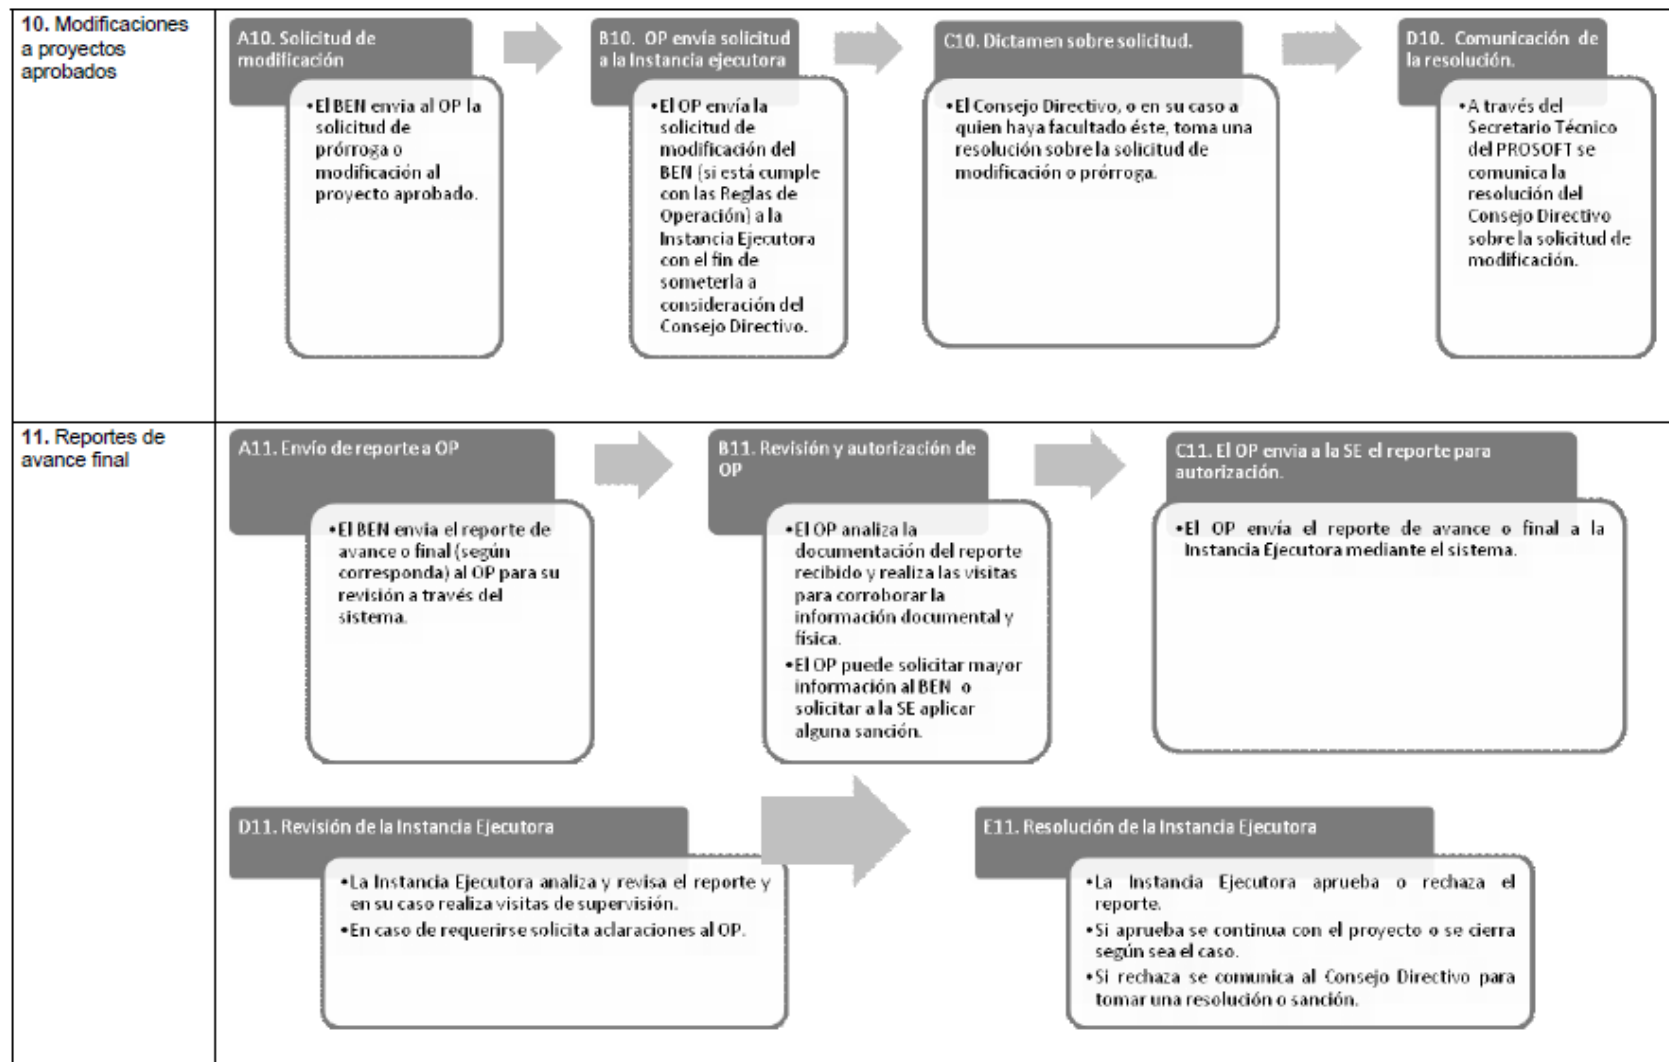 10. Modificaciones
a proyectos
aprobados
A10. Solicitud de
modificación
•El BEN envia al OP la
solicitud de
prórroga o
modificación al
proyecto aprobado.
B10. OP envía solicitud
a la Instancia ejecutora
•El OP envía la
solicitud de
modificación del
BEN (si está cumple
con las Reglas de
Operación) a la
Instancia Ejecutora
con el fin de
someterla a
consideración del
Consejo Directivo.
C10. Dictamen sobre solicitud.
•El Consejo Directivo, o en su caso a
quien haya facultado éste, toma una
resolución sobre la solicitud de
modificación o prórroga.
D10. Comunicación de
la resolución.
•A través del
Secretario Técnico
del PROSOFT se
comunica la
resolución del
Consejo Directivo
sobre la solicitud de
modificación.
11. Reportes de
avance final
A11. Envío de reporte a OP
•El BEN envia el reporte de
avance o final (según
corresponda) al OP para su
revisión a través del
sistema.
B11. Revisión y autorización de
OP
•El OP analiza la
documentación del reporte
recibido y realiza las visitas
para corroborar la
información documental y
física.
•El OP puede solicitar mayor
información al BEN o
solicitar a la SE aplicar
alguna sanción.
C11. El OP envia a la SE el reporte para
autorización.
•El OP envía el reporte de avance o final a la
Instancia Ejecutora mediante el sistema.
D11. Revisión de la Instancia Ejecutora
•La Instancia Ejecutora analiza y revisa el reporte y
en su caso realiza visitas de supervisión.
•En caso de requerirse solicita aclaraciones al OP.
E11. Resolución de la Instancia Ejecutora
•La Instancia Ejecutora aprueba o rechaza el
reporte.
•Si aprueba se continua con el proyecto o se cierra
según sea el caso.
•Si rechaza se comunica al Consejo Directivo para
tomar una resolución o sanción.